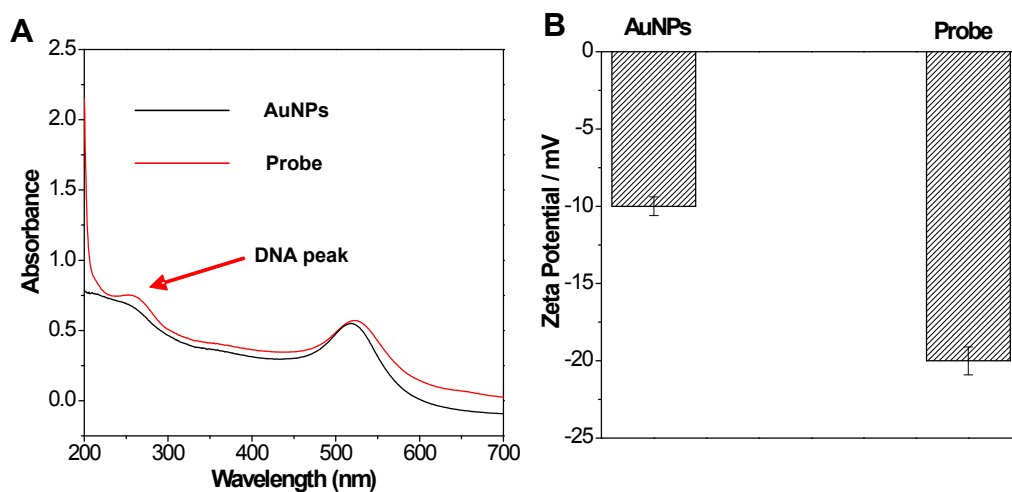 A
2.5
2.0
1.5
1.0
0.5
0.0
Absorbance
AuNPs
Probe
DNA peak
200 300 400 500 600 700
Wavelength (nm)
B
AuNPs Probe
0
-5
-10
-15
-20
-25
Zeta Potential / mV